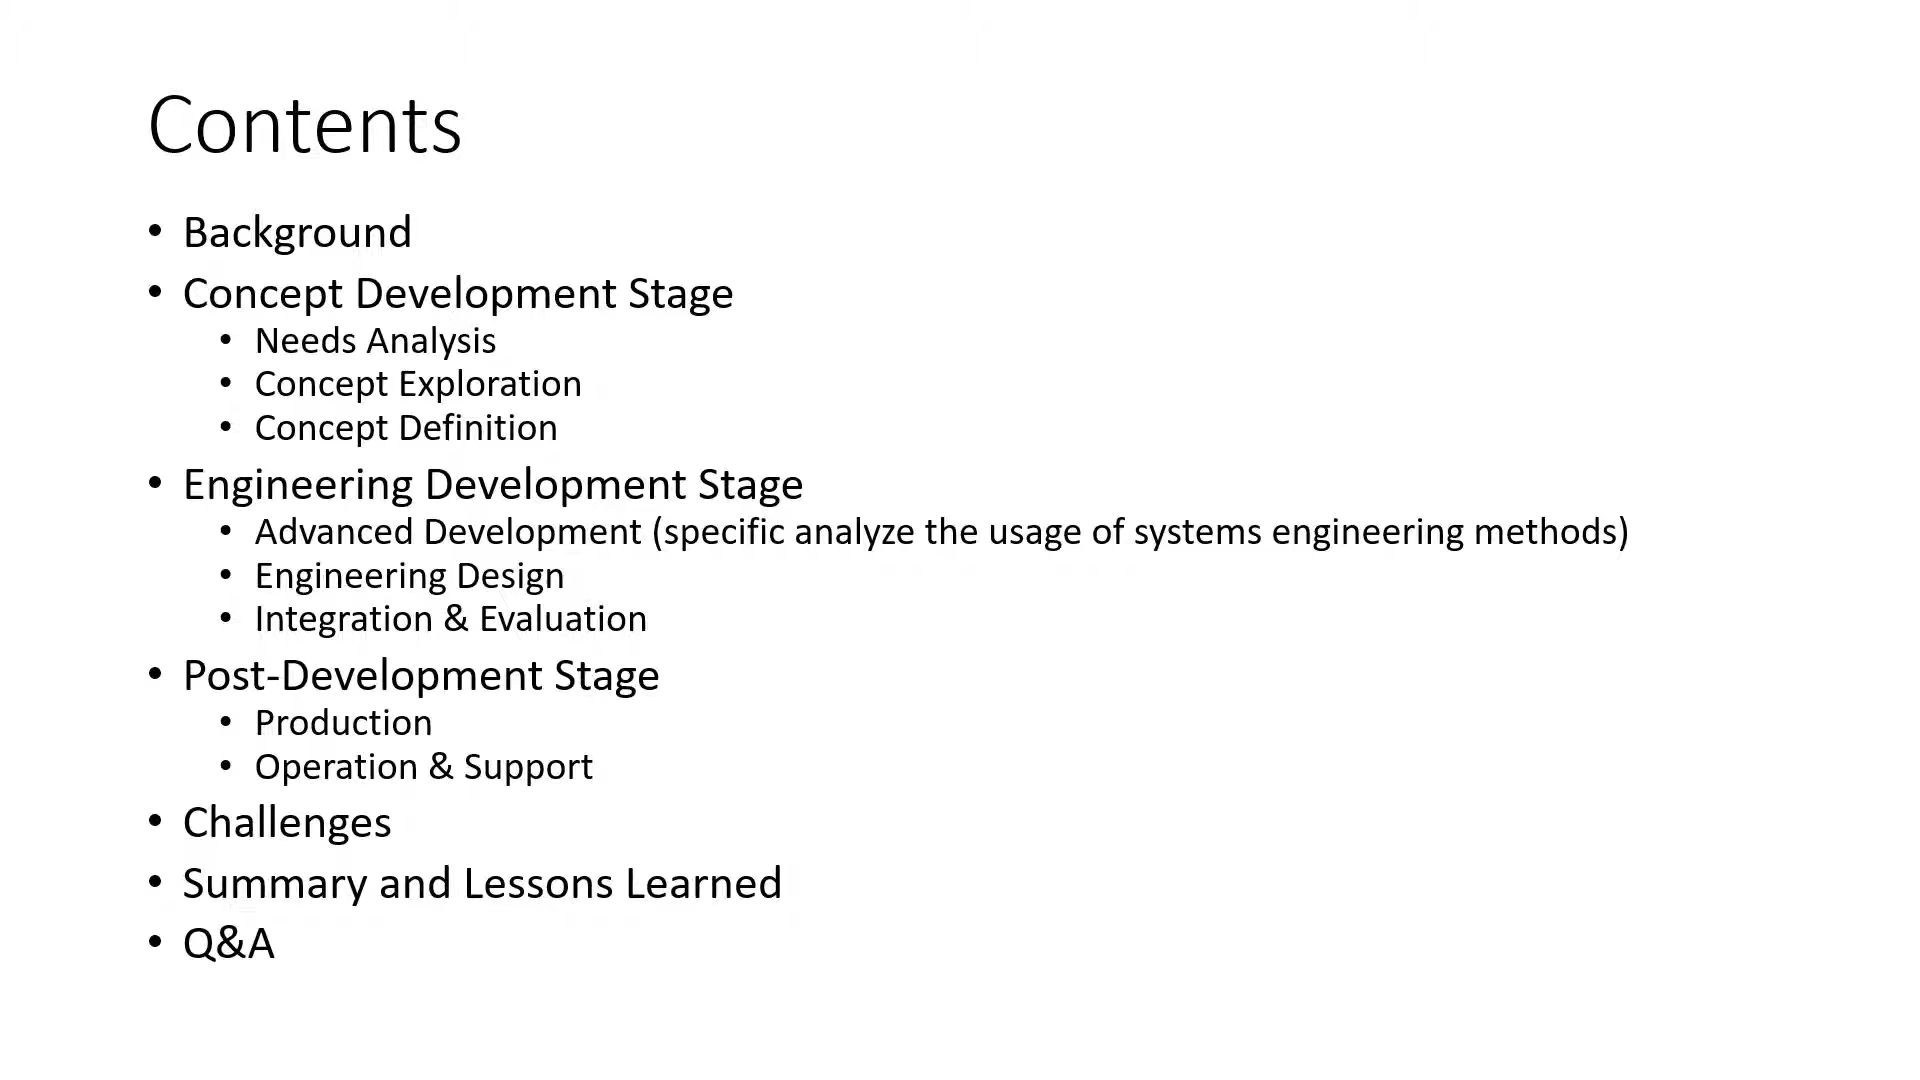 Contents
• Background
• Concept Development Stage
• Needs Analysis
• Concept Exploration
• Concept Definition
• Engineering Development Stage
• Advanced Development (specific analyze the usage of systems engineering methods)
• Engineering Design
• Integration & Evaluation
• Post-Development Stage
• Production
• Operation & Support
• Challenges
• Summary and Lessons Learned
• Q&A